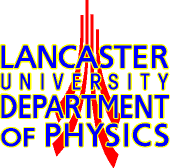 LANCASTER
UNIVERSITY
DEPARTMENT
OF PHYSICS